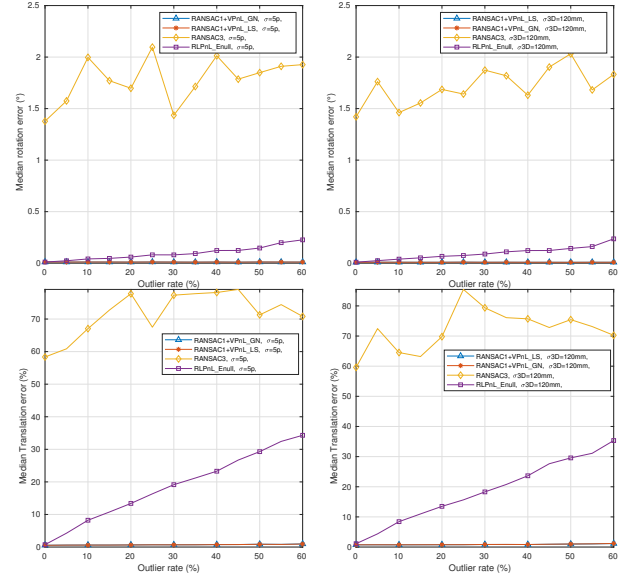 RANSAC1+VPnL_GN, σ=5p,
RANSAC1+VPnL_LS, σ=5p,
RANSAC3, σ=5p,
RLPnL_Enull, σ=5p,
2.5
2
1.5
1
0.5
0
Median rotation error (°)
0 10 20 30 40 50 60
Outlier rate (%)
RANSAC1+VPnL_LS, σ3D=120mm,
RANSAC1+VPnL_GN, σ3D=120mm,
RANSAC3, σ3D=120mm,
RLPnL_Enull, σ3D=120mm,
2.5
2
1.5
1
0.5
0
Median rotation error (°)
0 10 20 30 40 50 60
Outlier rate (%)
RANSAC1+VPnL_GN, σ=5p,
RANSAC1+VPnL_LS, σ=5p,
RANSAC3, σ=5p,
RLPnL_Enull, σ=5p,
70
60
50
40
30
20
10
0
Median Translation error (%)
0 10 20 30 40 50 60
Outlier rate (%)
RANSAC1+VPnL_LS, σ3D=120mm,
RANSAC1+VPnL_GN, σ3D=120mm,
RANSAC3, σ3D=120mm,
RLPnL_Enull, σ3D=120mm,
80
70
60
50
40
30
20
10
0
Median Translation error (%)
0 10 20 30 40 50 60
Outlier rate (%)